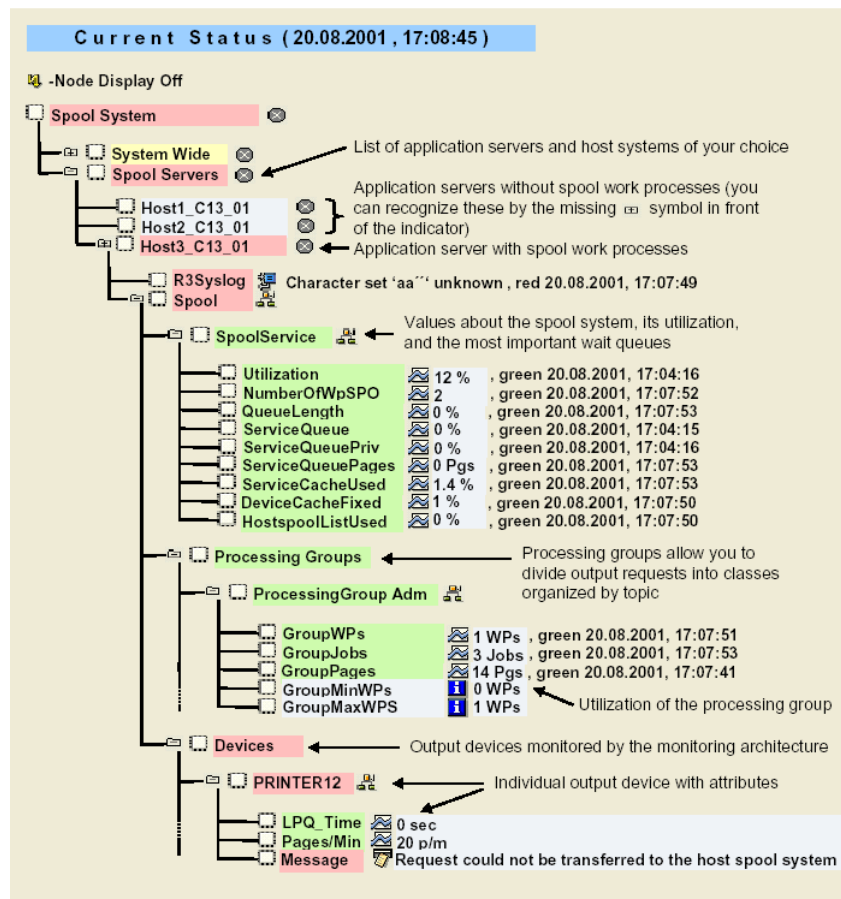 Current Status (20.08.2001, 17:08:45)
-Node Display Off
Spool System
System Wide
List of application servers and host systems of your choice
Spool Servers
Application servers without spool work processes (you
can recognize these by the missing symbol in front
of the indicator)
Host1_C13_01
Host2_C13_01
Host3_C13_01
Application server with spool work processes
R3Syslog Character set ‘aa´´‘ unknown , red 20.08.2001, 17:07:49
Spool
SpoolService
Values about the spool system, its utilization,
and the most important wait queues
Utilization 12 % , green 20.08.2001, 17:04:16
NumberOfWpSPO 2 , green 20.08.2001, 17:07:52
QueueLength 0 % , green 20.08.2001, 17:07:53
ServiceQueue 0 % , green 20.08.2001, 17:04:15
ServiceQueuePriv 0 % , green 20.08.2001, 17:04:16
ServiceQueuePages 0 Pgs , green 20.08.2001, 17:07:53
ServiceCacheUsed 1.4 % , green 20.08.2001, 17:07:53
DeviceCacheFixed 1 % , green 20.08.2001, 17:07:50
HostspoolListUsed 0 % , green 20.08.2001, 17:07:50
Processing Groups
Processing groups allow you to
divide output requests into classes
organized by topic
ProcessingGroup Adm
GroupWPs 1 WPs , green 20.08.2001, 17:07:51
GroupJobs 3 Jobs , green 20.08.2001, 17:07:53
GroupPages 14 Pgs , green 20.08.2001, 17:07:41
GroupMinWPs i 0 WPs
GroupMaxWPS i 1 WPs
Utilization of the processing group
Devices
Output devices monitored by the monitoring architecture
PRINTER12
Individual output device with attributes
LPQ_Time 0 sec
Pages/Min 20 p/m
Message Request could not be transferred to the host spool system